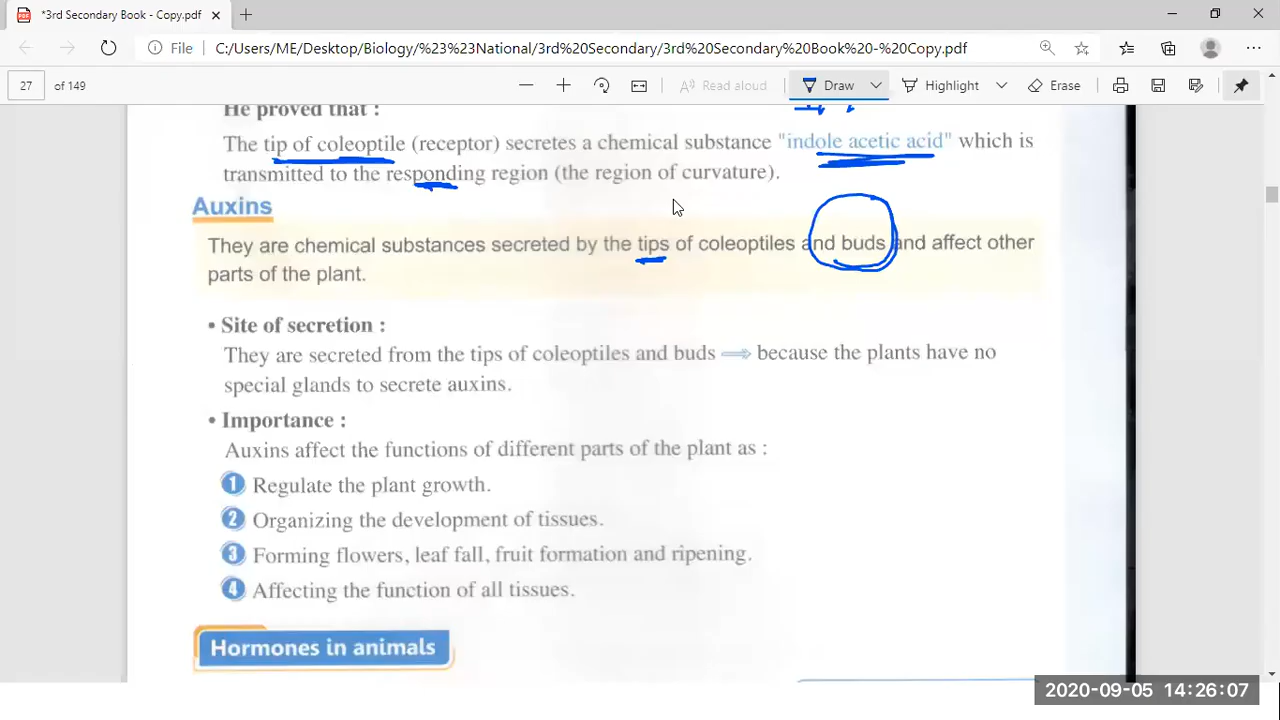 *3rd Secondary Book - Copy.pdf
File C:/Users/ME/Desktop/Biology/%23%23National/3rd%20Secondary/3rd%20Secondary%20Book%20-%20Copy.pdf
27 of 149 Read aloud Draw Highlight Erase
He proved that :
The tip of coleoptile (receptor) secretes a chemical substance "indole acetic acid" which is
transmitted to the responding region (the region of curvature).
Auxins
They are chemical substances secreted by the tips of coleoptiles and buds and affect other
parts of the plant.
• Site of secretion :
They are secreted from the tips of coleoptiles and buds ⟹ because the plants have no
special glands to secrete auxins.
• Importance :
Auxins affect the functions of different parts of the plant as :
1 Regulate the plant growth.
2 Organizing the development of tissues.
3 Forming flowers, leaf fall, fruit formation and ripening.
4 Affecting the function of all tissues.
Hormones in animals
2020-09-05 14:26:07